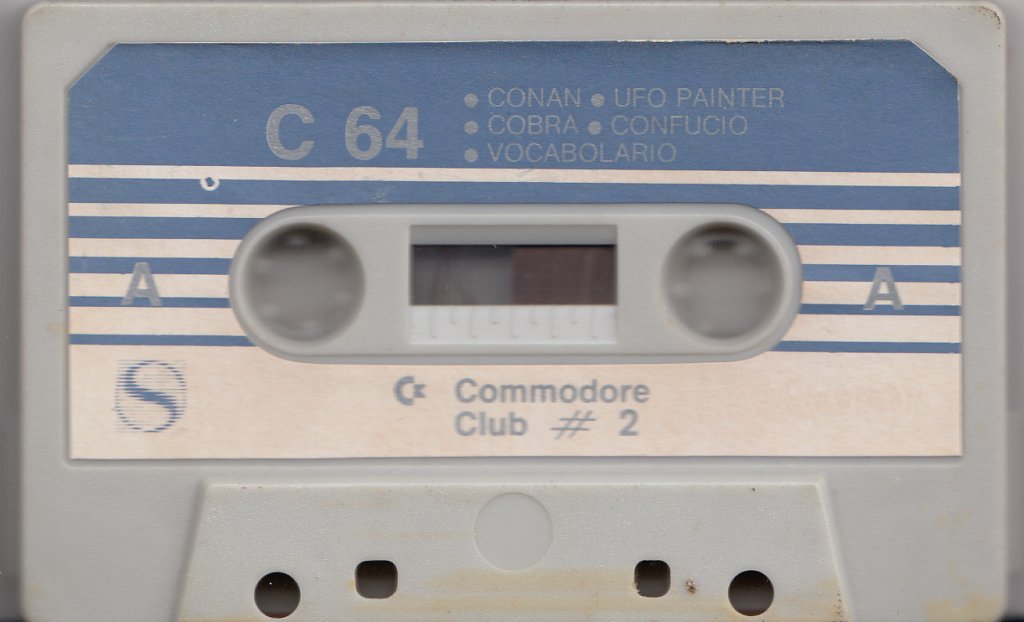 C 64
● CONAN ● UFO PAINTER
● COBRA ● CONFUCIO
● VOCABOLARIO
A A
S
Commodore
Club # 2